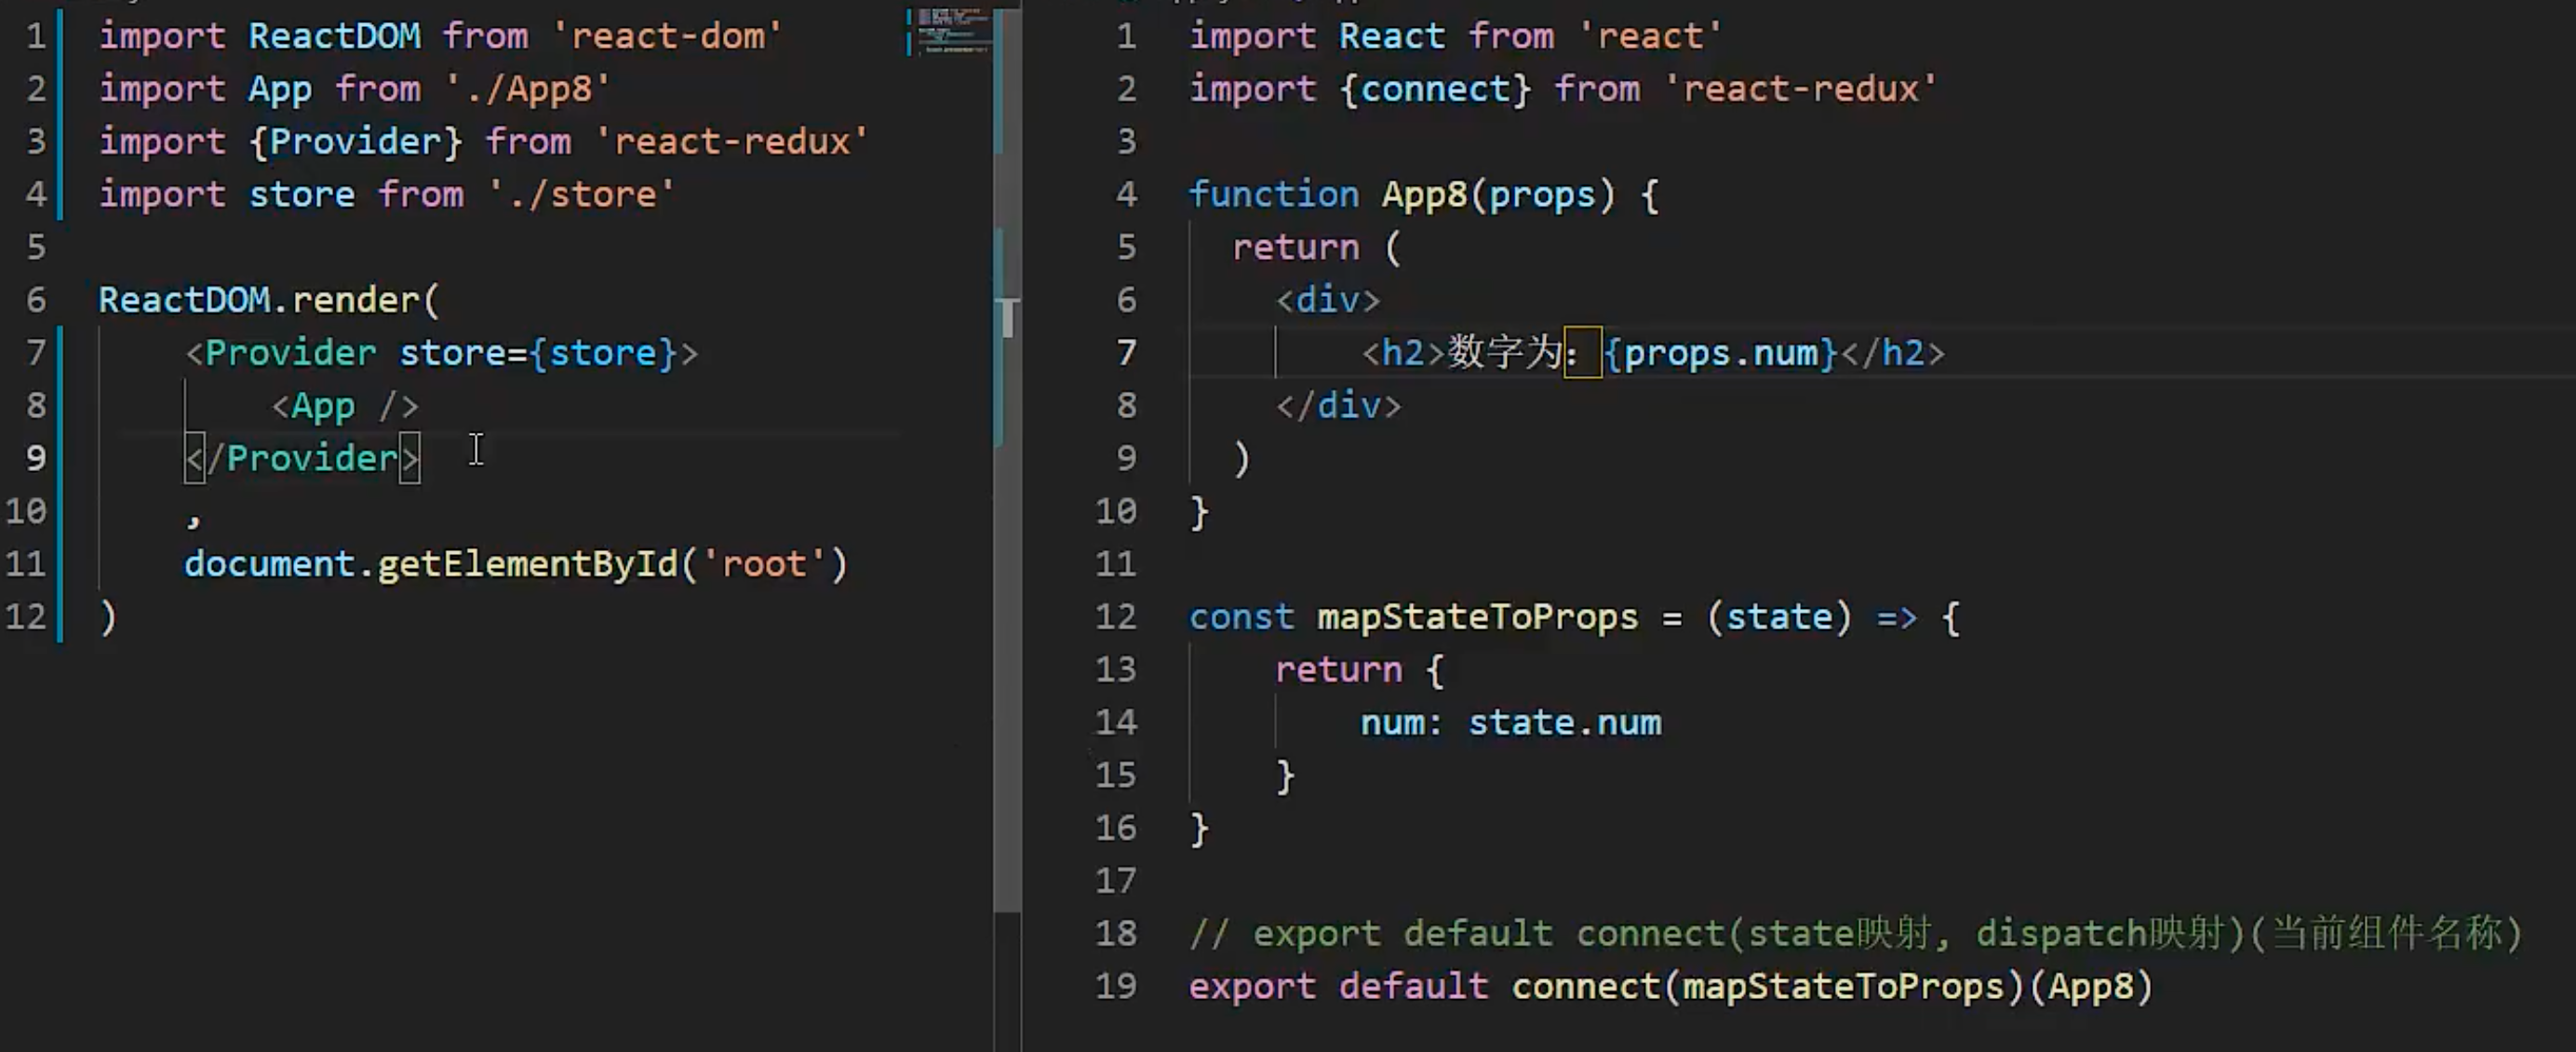 1 import ReactDOM from 'react-dom'
2 import App from './App8'
3 import {Provider} from 'react-redux'
4 import store from './store'
5
6 ReactDOM.render(
7 <Provider store={store}>
8 <App />
9 </Provider>
10 ,
11 document.getElementById('root')
12 )
1 import React from 'react'
2 import {connect} from 'react-redux'
3
4 function App8(props) {
5 return (
6 <div>
7 <h2>数字为：{props.num}</h2>
8 </div>
9 )
10 }
11
12 const mapStateToProps = (state) => {
13 return {
14 num: state.num
15 }
16 }
17
18 // export default connect(state映射, dispatch映射)(当前组件名称)
19 export default connect(mapStateToProps)(App8)